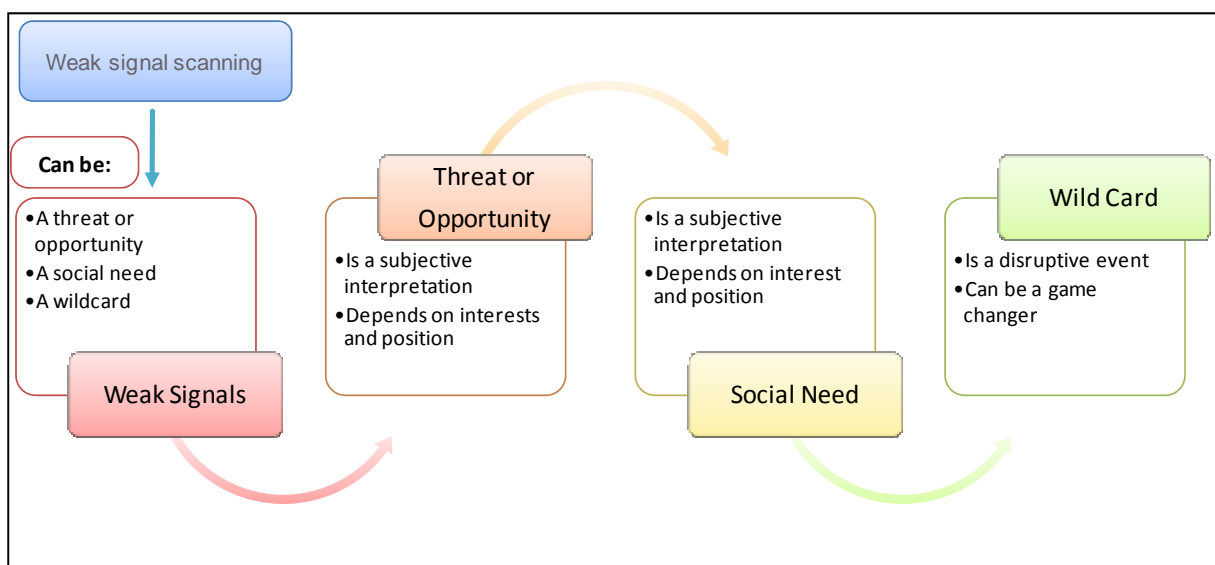 Weak signal scanning
Can be:
•A threat or
opportunity
•A social need
•A wildcard
Weak Signals
Threat or
Opportunity
•Is a subjective
interpretation
•Depends on interests
and position
•Is a subjective
interpretation
•Depends on interest
and position
Social Need
Wild Card
•Is a disruptive event
•Can be a game
changer